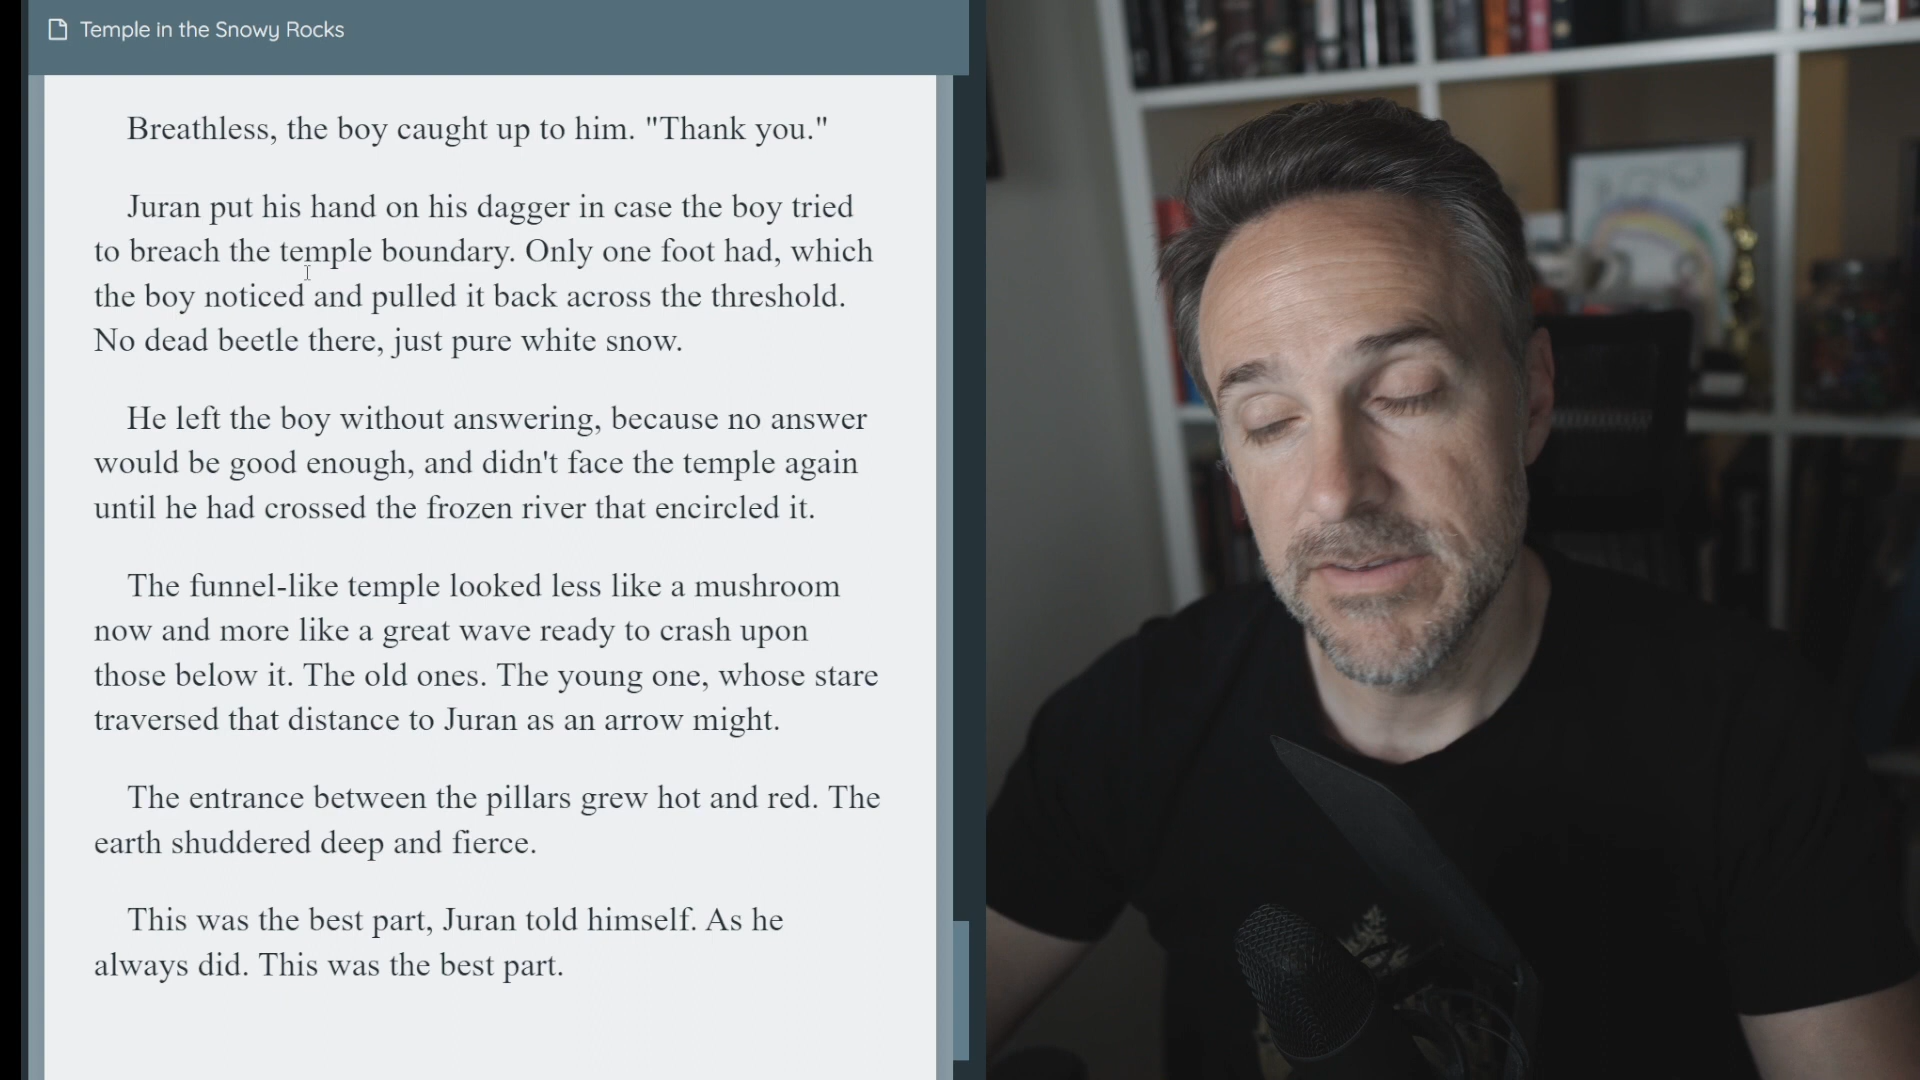 Temple in the Snowy Rocks
Breathless, the boy caught up to him. "Thank you."
Juran put his hand on his dagger in case the boy tried
to breach the temple boundary. Only one foot had, which
the boy noticed and pulled it back across the threshold.
No dead beetle there, just pure white snow.
He left the boy without answering, because no answer
would be good enough, and didn't face the temple again
until he had crossed the frozen river that encircled it.
The funnel-like temple looked less like a mushroom
now and more like a great wave ready to crash upon
those below it. The old ones. The young one, whose stare
traversed that distance to Juran as an arrow might.
The entrance between the pillars grew hot and red. The
earth shuddered deep and fierce.
This was the best part, Juran told himself. As he
always did. This was the best part.